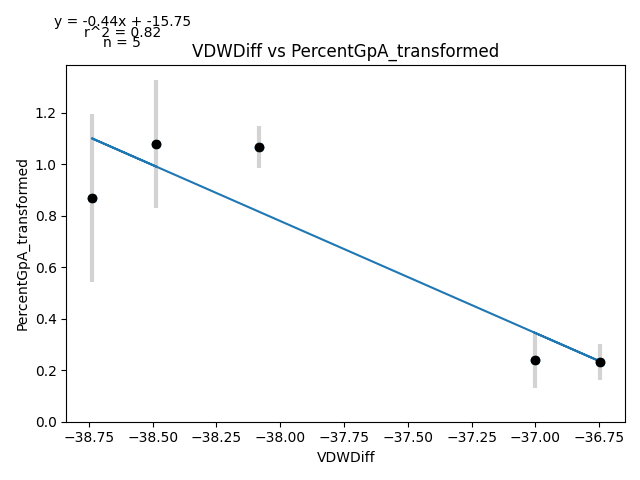 y = -0.44x + -15.75
r^2 = 0.82
n = 5
VDWDiff vs PercentGpA_transformed
1.2
1.0
0.8
0.6
0.4
0.2
0.0
PercentGpA_transformed
−38.75 −38.50 −38.25 −38.00 −37.75 −37.50 −37.25 −37.00 −36.75
VDWDiff